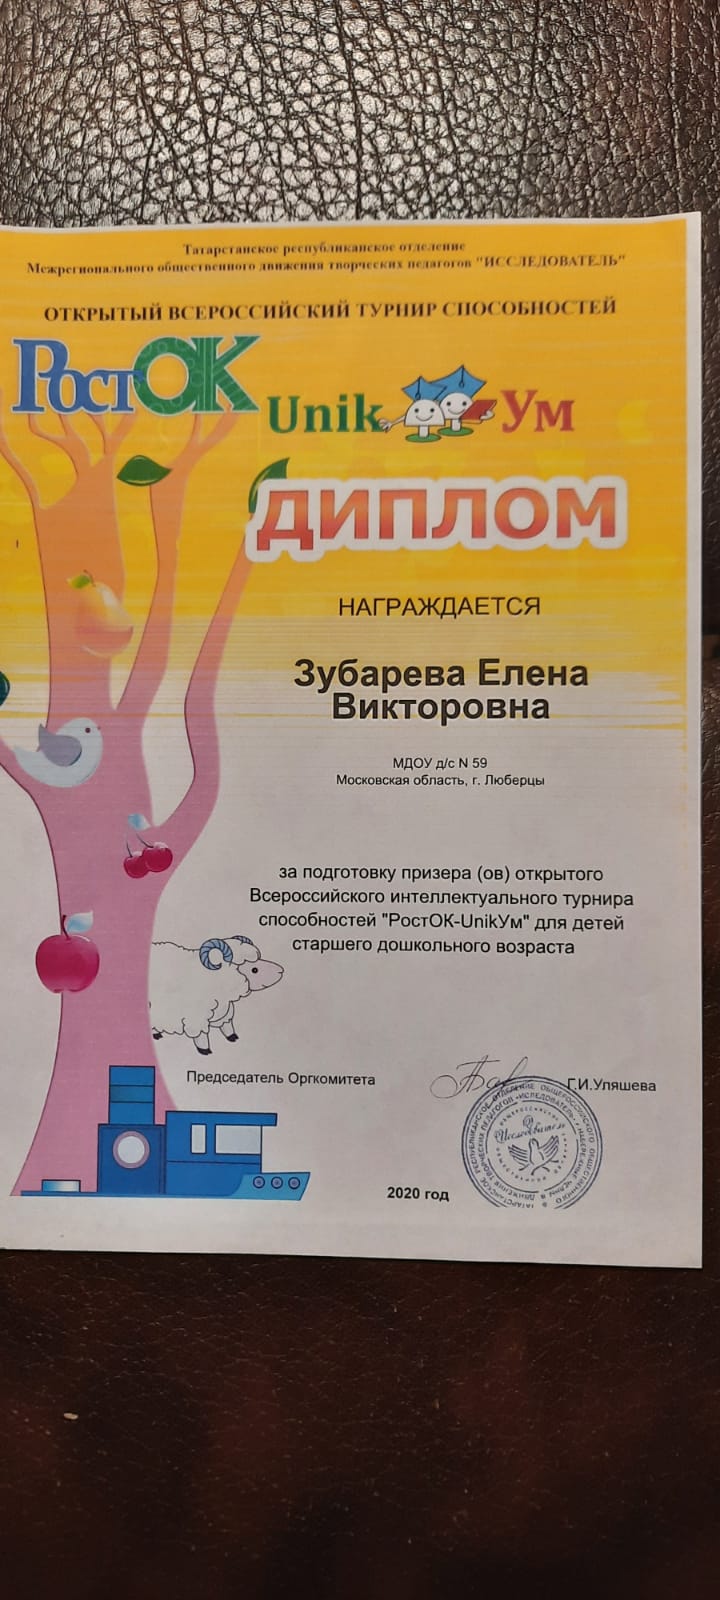 Татарстанское республиканское отделение
Межрегионального общественного движения творческих педагогов "ИССЛЕДОВАТЕЛЬ"
ОТКРЫТЫЙ ВСЕРОССИЙСКИЙ ТУРНИР СПОСОБНОСТЕЙ
РостОК
Unik Ум
ДИПЛОМ
НАГРАЖДАЕТСЯ
Зубарева Елена
Викторовна
МДОУ д/с N 59
Московская область, г. Люберцы
за подготовку призера (ов) открытого
Всероссийского интеллектуального турнира
способностей "РостОК-UnikУм" для детей
старшего дошкольного возраста
Председатель Оргкомитета
Г.И.Уляшева
Исследователь
2020 год